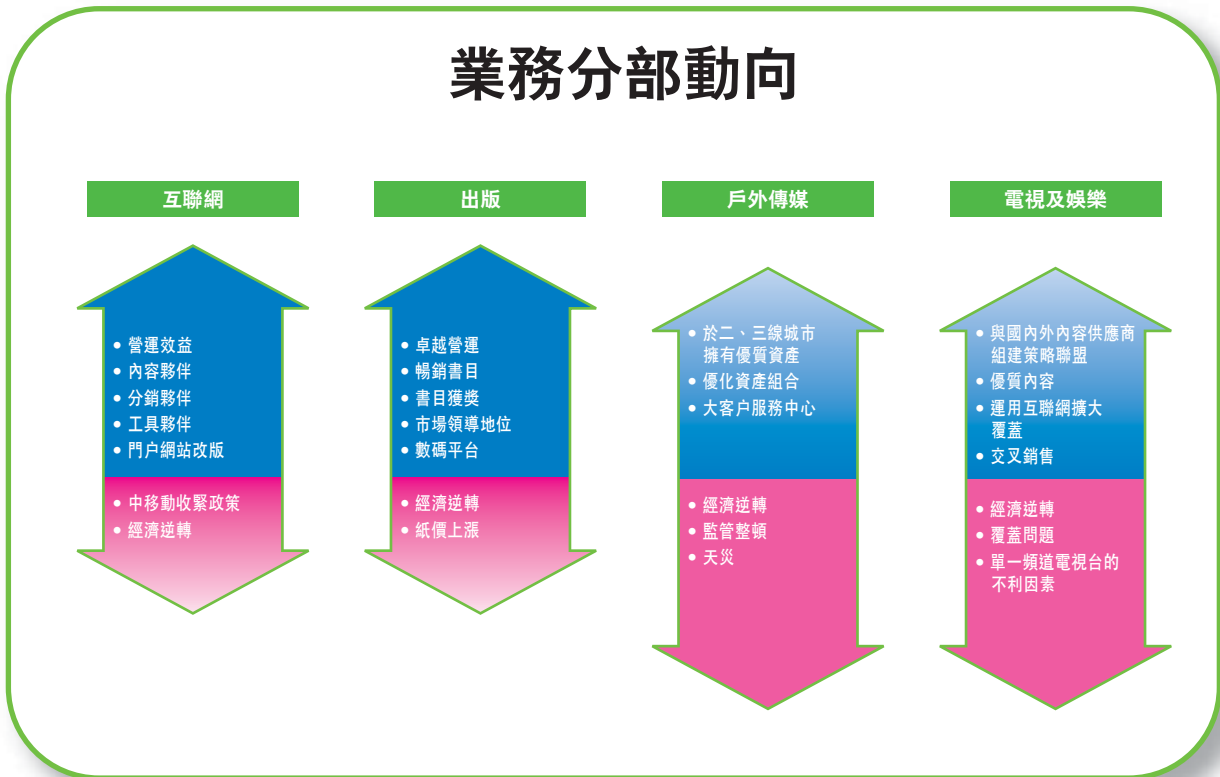 業務分部動向
互聯網
• 營運效益
• 內容夥伴
• 分銷夥伴
• 工具夥伴
• 門户網站改版
• 中移動收緊政策
• 經濟逆轉
出版
• 卓越營運
• 暢銷書目
• 書目獲獎
• 市場領導地位
• 數碼平台
• 經濟逆轉
• 紙價上漲
戶外傳媒
• 於二、三線城市
擁有優質資產
• 優化資產組合
• 大客户服務中心
• 經濟逆轉
• 監管整頓
• 天災
電視及娛樂
• 與國內外內容供應商
組建策略聯盟
• 優質內容
• 運用互聯網擴大
覆蓋
• 交叉銷售
• 經濟逆轉
• 覆蓋問題
• 單一頻道電視台的
不利因素